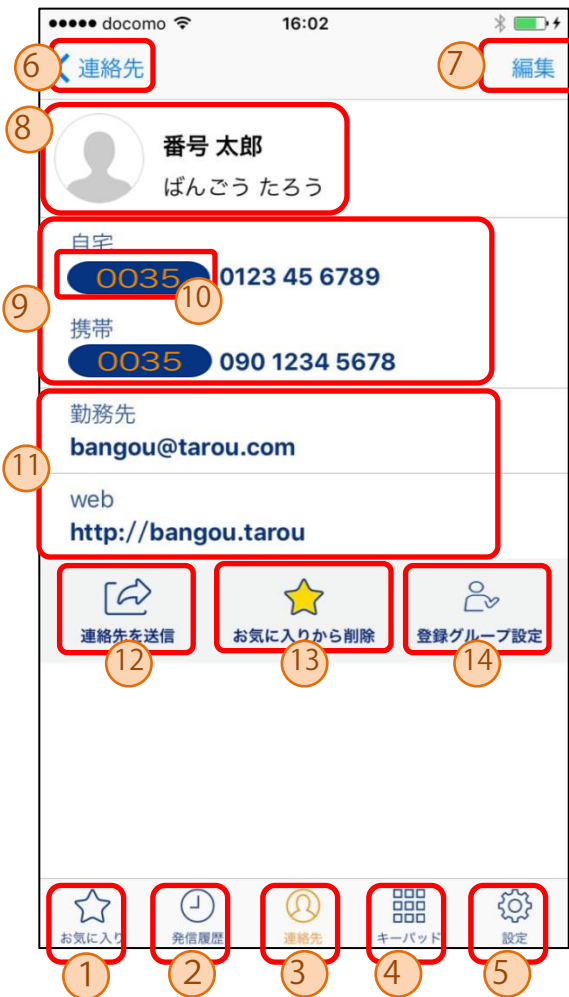 docomo 16:02
6 連絡先 7 編集
8
番号 太郎
ばんごう たろう
自宅
0035 0123 45 6789
9 10
携帯
0035 090 1234 5678
勤務先
bangou@tarou.com
11
web
http://bangou.tarou
連絡先を送信 お気に入りから削除 登録グループ設定
12 13 14
お気に入り 発信履歴 連絡先 キーパッド 設定
1 2 3 4 5